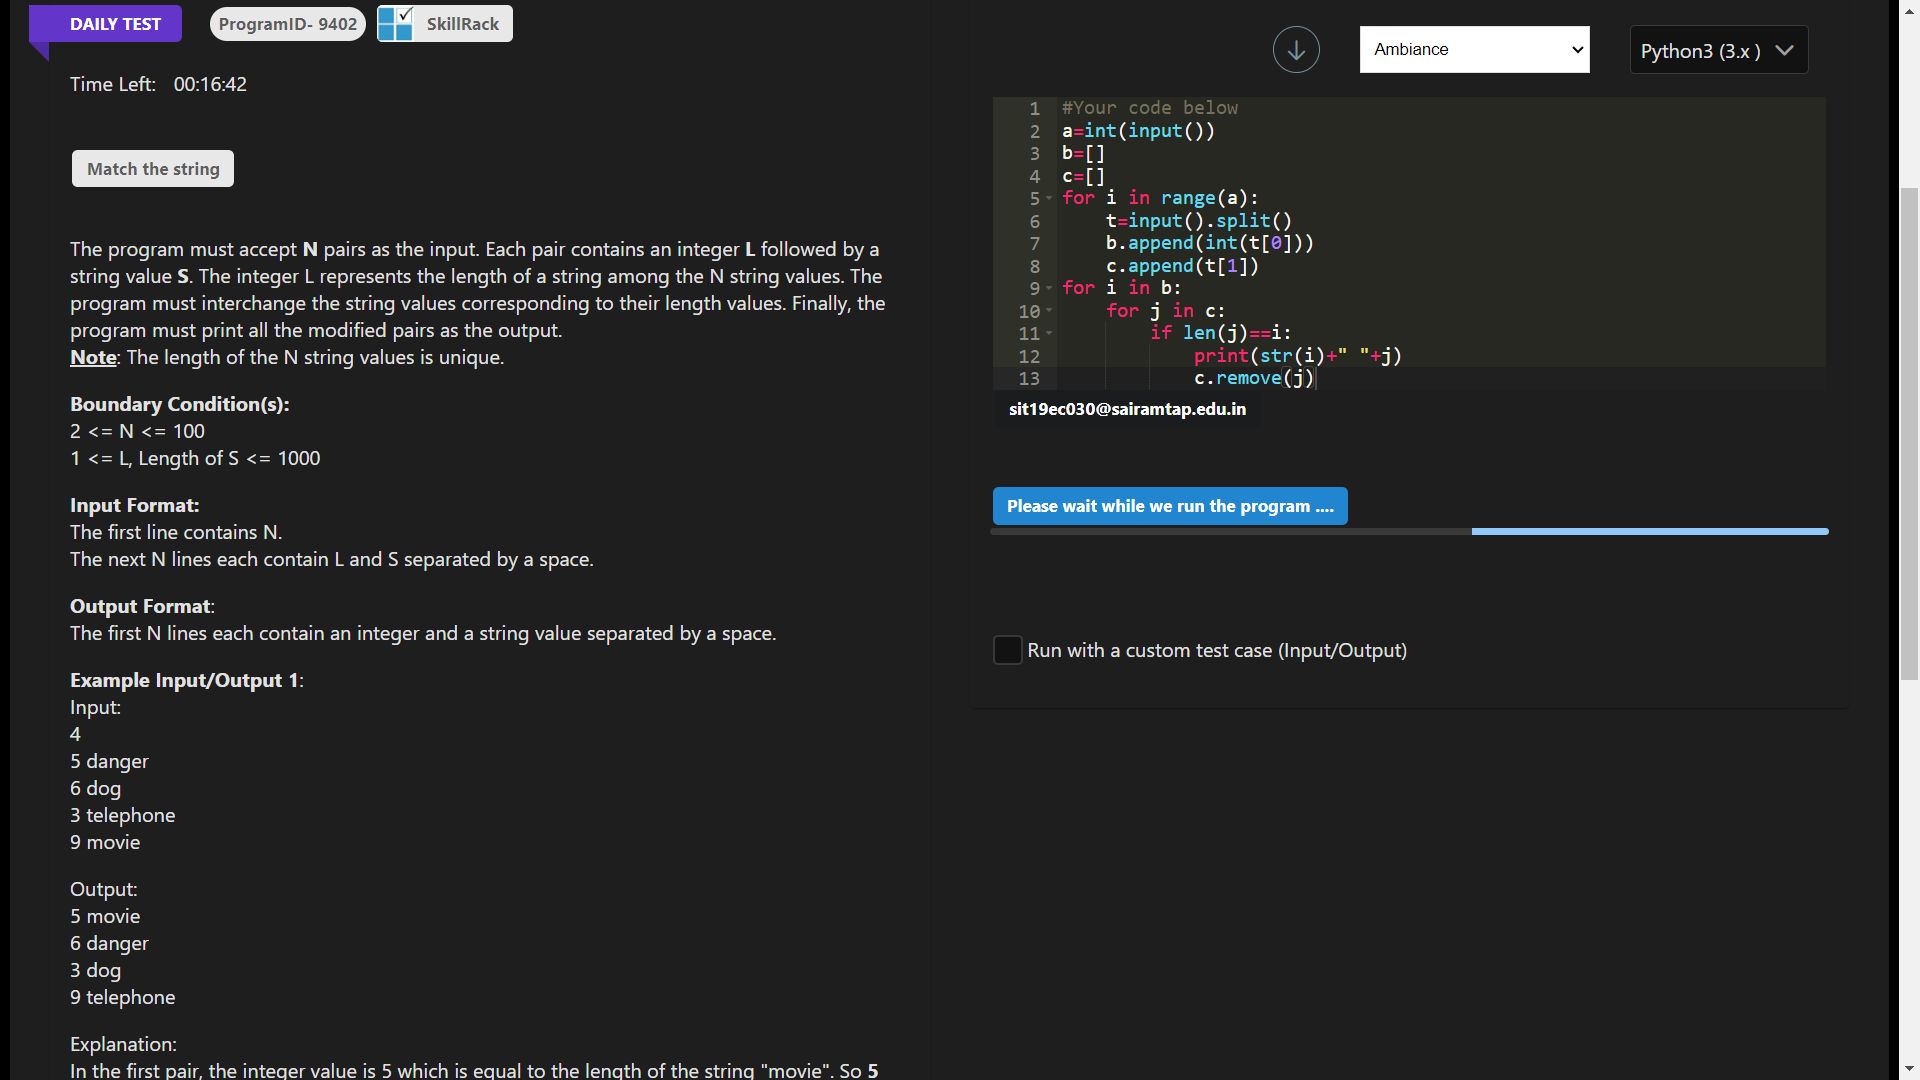 DAILY TEST
ProgramID- 9402
SkillRack
Time Left: 00:16:42
Match the string
The program must accept N pairs as the input. Each pair contains an integer L followed by a
string value S. The integer L represents the length of a string among the N string values. The
program must interchange the string values corresponding to their length values. Finally, the
program must print all the modified pairs as the output.
Note: The length of the N string values is unique.
Boundary Condition(s):
2 <= N <= 100
1 <= L, Length of S <= 1000
Input Format:
The first line contains N.
The next N lines each contain L and S separated by a space.
Output Format:
The first N lines each contain an integer and a string value separated by a space.
Example Input/Output 1:
Input:
4
5 danger
6 dog
3 telephone
9 movie
Output:
5 movie
6 danger
3 dog
9 telephone
Explanation:
In the first pair, the integer value is 5 which is equal to the length of the string "movie". So 5
Ambiance
Python3 (3.x )
1 #Your code below
2 a=int(input())
3 b=[]
4 c=[]
5 for i in range(a):
6     t=input().split()
7     b.append(int(t[0]))
8     c.append(t[1])
9 for i in b:
10     for j in c:
11         if len(j)==i:
12             print(str(i)+" "+j)
13             c.remove(j)
sit19ec030@sairamtap.edu.in
Please wait while we run the program ....
Run with a custom test case (Input/Output)